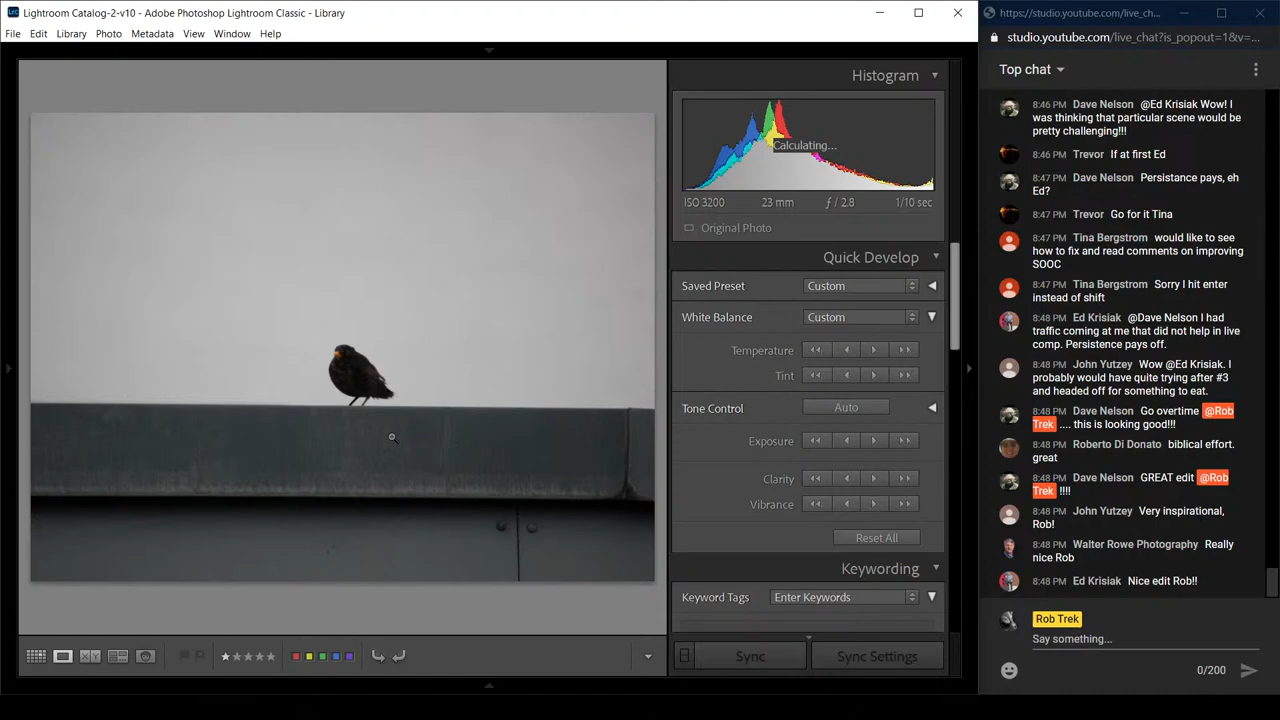 Lightroom Catalog-2-v10 - Adobe Photoshop Lightroom Classic - Library
File Edit Library Photo Metadata View Window Help
Histogram
Calculating...
ISO 3200 23 mm ƒ / 2.8 1/10 sec
Original Photo
Quick Develop
Saved Preset Custom
White Balance Custom
Temperature
Tint
Tone Control Auto
Exposure
Clarity
Vibrance
Reset All
Keywording
Keyword Tags Enter Keywords
Sync Sync Settings
https://studio.youtube.com/live_c...
studio.youtube.com/live_chat?is_popout=1&v=...
Top chat
8:46 PM Dave Nelson @Ed Krisiak Wow! I
was thinking that particular scene would be
pretty challenging!!!
8:46 PM Trevor If at first Ed
8:47 PM Dave Nelson Persistance pays, eh
Ed?
8:47 PM Trevor Go for it Tina
8:47 PM Tina Bergstrom would like to see
how to fix and read comments on improving
SOOC
8:47 PM Tina Bergstrom Sorry I hit enter
instead of shift
8:48 PM Ed Krisiak @Dave Nelson I had
traffic coming at me that did not help in live
comp. Persistence pays off.
8:48 PM John Yutzey Wow @Ed Krisiak. I
probably would have quite trying after #3
and headed off for something to eat.
8:48 PM Dave Nelson Go overtime @Rob
Trek .... this is looking good!!!
8:48 PM Roberto Di Donato biblical effort.
great
8:48 PM Dave Nelson GREAT edit @Rob
Trek !!!!
8:48 PM John Yutzey Very inspirational,
Rob!
8:48 PM Walter Rowe Photography Really
nice Rob
8:48 PM Ed Krisiak Nice edit Rob!!
Rob Trek
Say something...
0/200